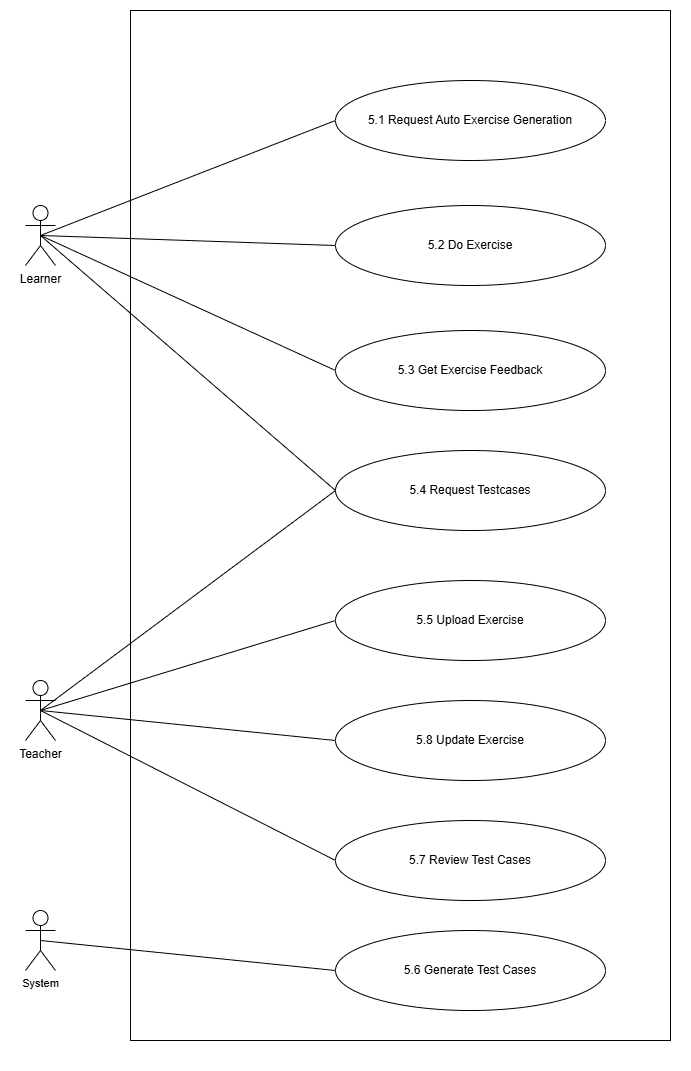 5.1 Request Auto Exercise Generation
5.2 Do Exercise
Learner
5.3 Get Exercise Feedback
5.4 Request Testcases
5.5 Upload Exercise
5.8 Update Exercise
Teacher
5.7 Review Test Cases
5.6 Generate Test Cases
System